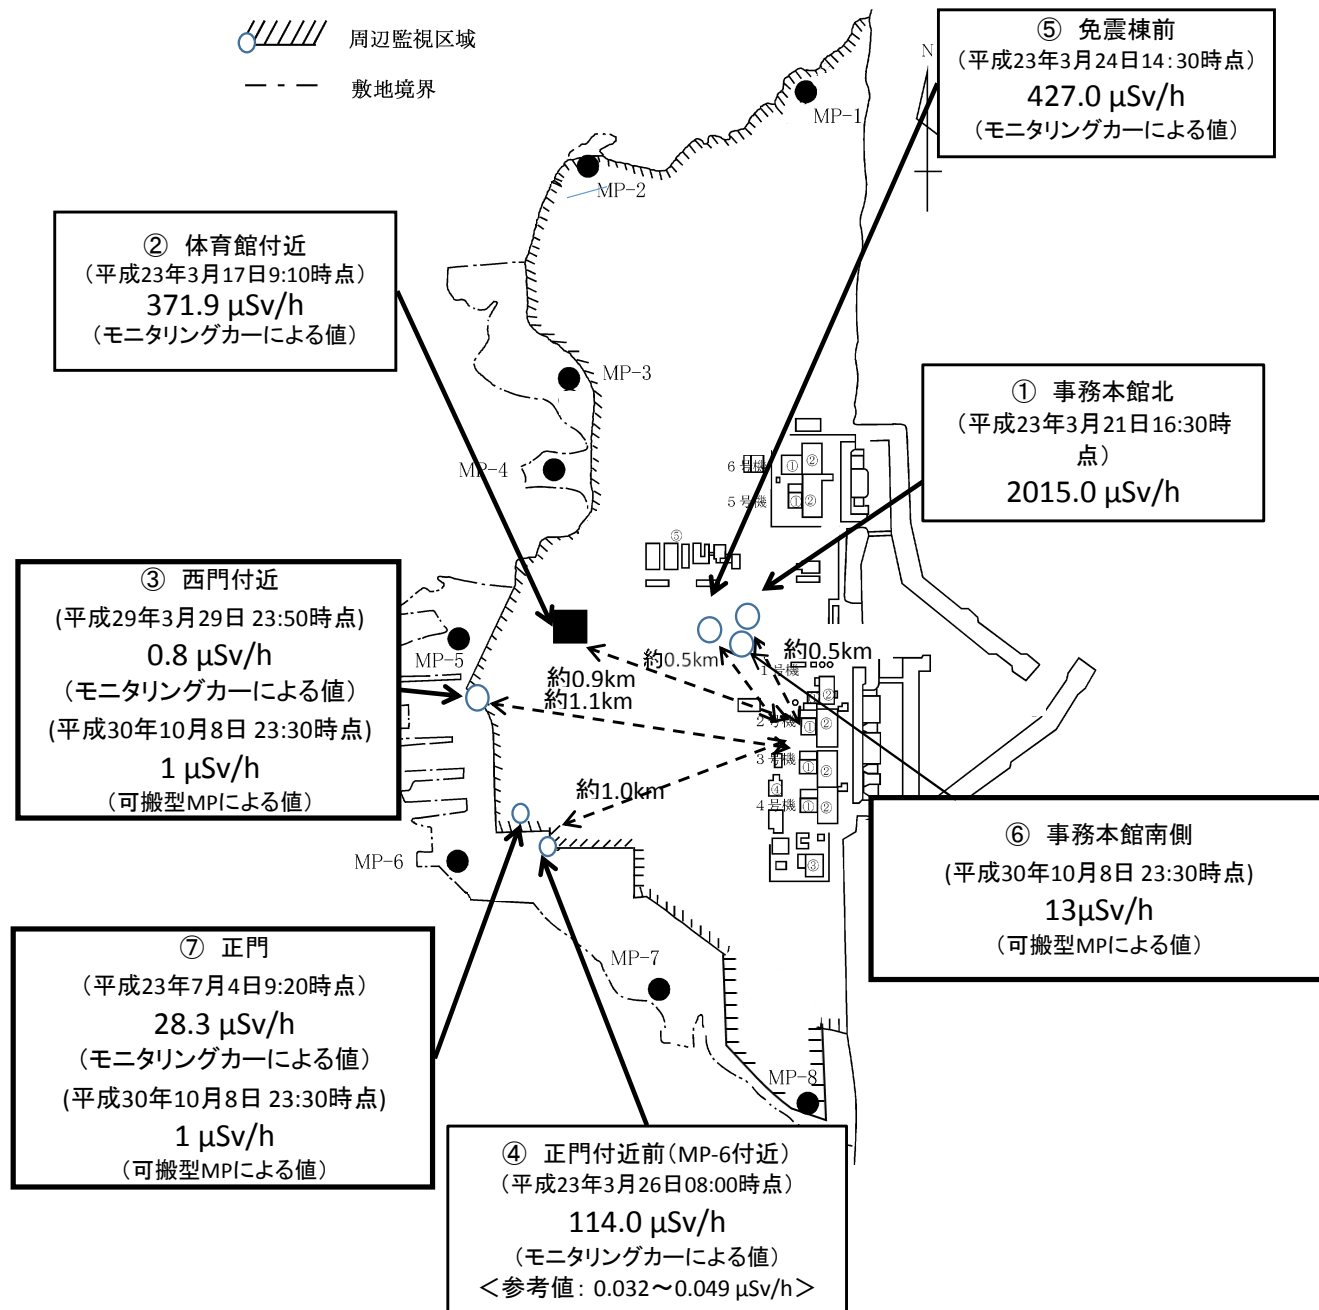 周辺監視区域
敷地境界
⑤ 免震棟前
（平成23年3月24日14：30時点）
427.0 μSv/h
（モニタリングカーによる値）
N
MP-1
MP-2
② 体育館付近
（平成23年3月17日9:10時点）
371.9 μSv/h
（モニタリングカーによる値）
MP-3
① 事務本館北
（平成23年3月21日16:30時
点）
2015.0 μSv/h
MP-4
6号機
①
②
5号機
①
②
⑤
③ 西門付近
(平成29年3月29日 23:50時点)
0.8 μSv/h
（モニタリングカーによる値）
(平成30年10月8日 23:30時点)
1 μSv/h
（可搬型MPによる値）
MP-5
約0.5km
約0.5km
約0.9km
約1.1km
1号機
②
2号機
①
②
3号機
①
②
約1.0km
④
4号機
①
②
③
MP-6
⑥ 事務本館南側
(平成30年10月8日 23:30時点)
13μSv/h
（可搬型MPによる値）
⑦ 正門
（平成23年7月4日9:20時点）
28.3 μSv/h
（モニタリングカーによる値）
(平成30年10月8日 23:30時点)
1 μSv/h
（可搬型MPによる値）
MP-7
MP-8
④ 正門付近前（MP-6付近）
（平成23年3月26日08:00時点）
114.0 μSv/h
（モニタリングカーによる値）
＜参考値：0.032～0.049 μSv/h＞